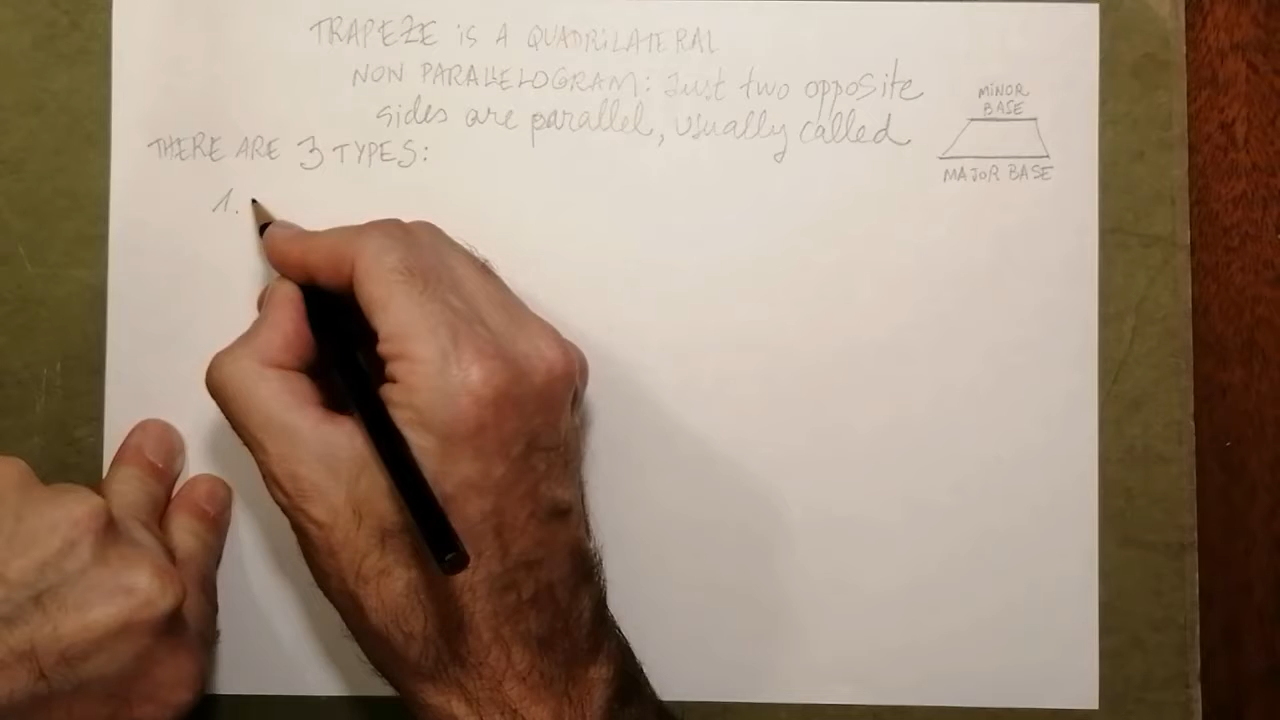 TRAPEZE iS A QUADRiLATERAL
NON PARALLELOGRAM: Just two opposite
sides are parallel, usually called
MiNOR
BASE
MAJOR BASE
THERE ARE 3 TYPES:
1.